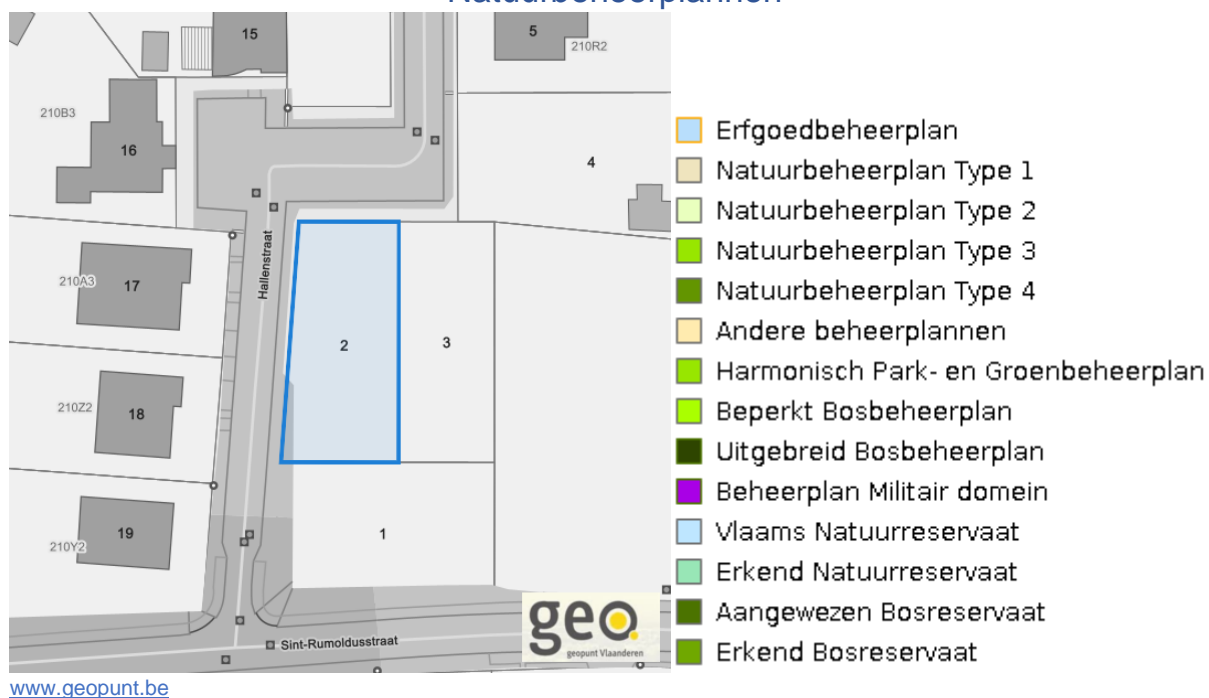 Natuurbeheerplannen
15
5
210R2
210B3
16
4
Hallenstraat
210A3
17
2
3
210Z2
18
19
210Y2
1
Sint-Rumoldusstraat
geo.
geopunt Vlaanderen
Erfgoedbeheerplan
Natuurbeheerplan Type 1
Natuurbeheerplan Type 2
Natuurbeheerplan Type 3
Natuurbeheerplan Type 4
Andere beheerplannen
Harmonisch Park- en Groenbeheerplan
Beperkt Bosbeheerplan
Uitgebreid Bosbeheerplan
Beheerplan Militair domein
Vlaams Natuurreservaat
Erkend Natuurreservaat
Aangewezen Bosreservaat
Erkend Bosreservaat
www.geopunt.be